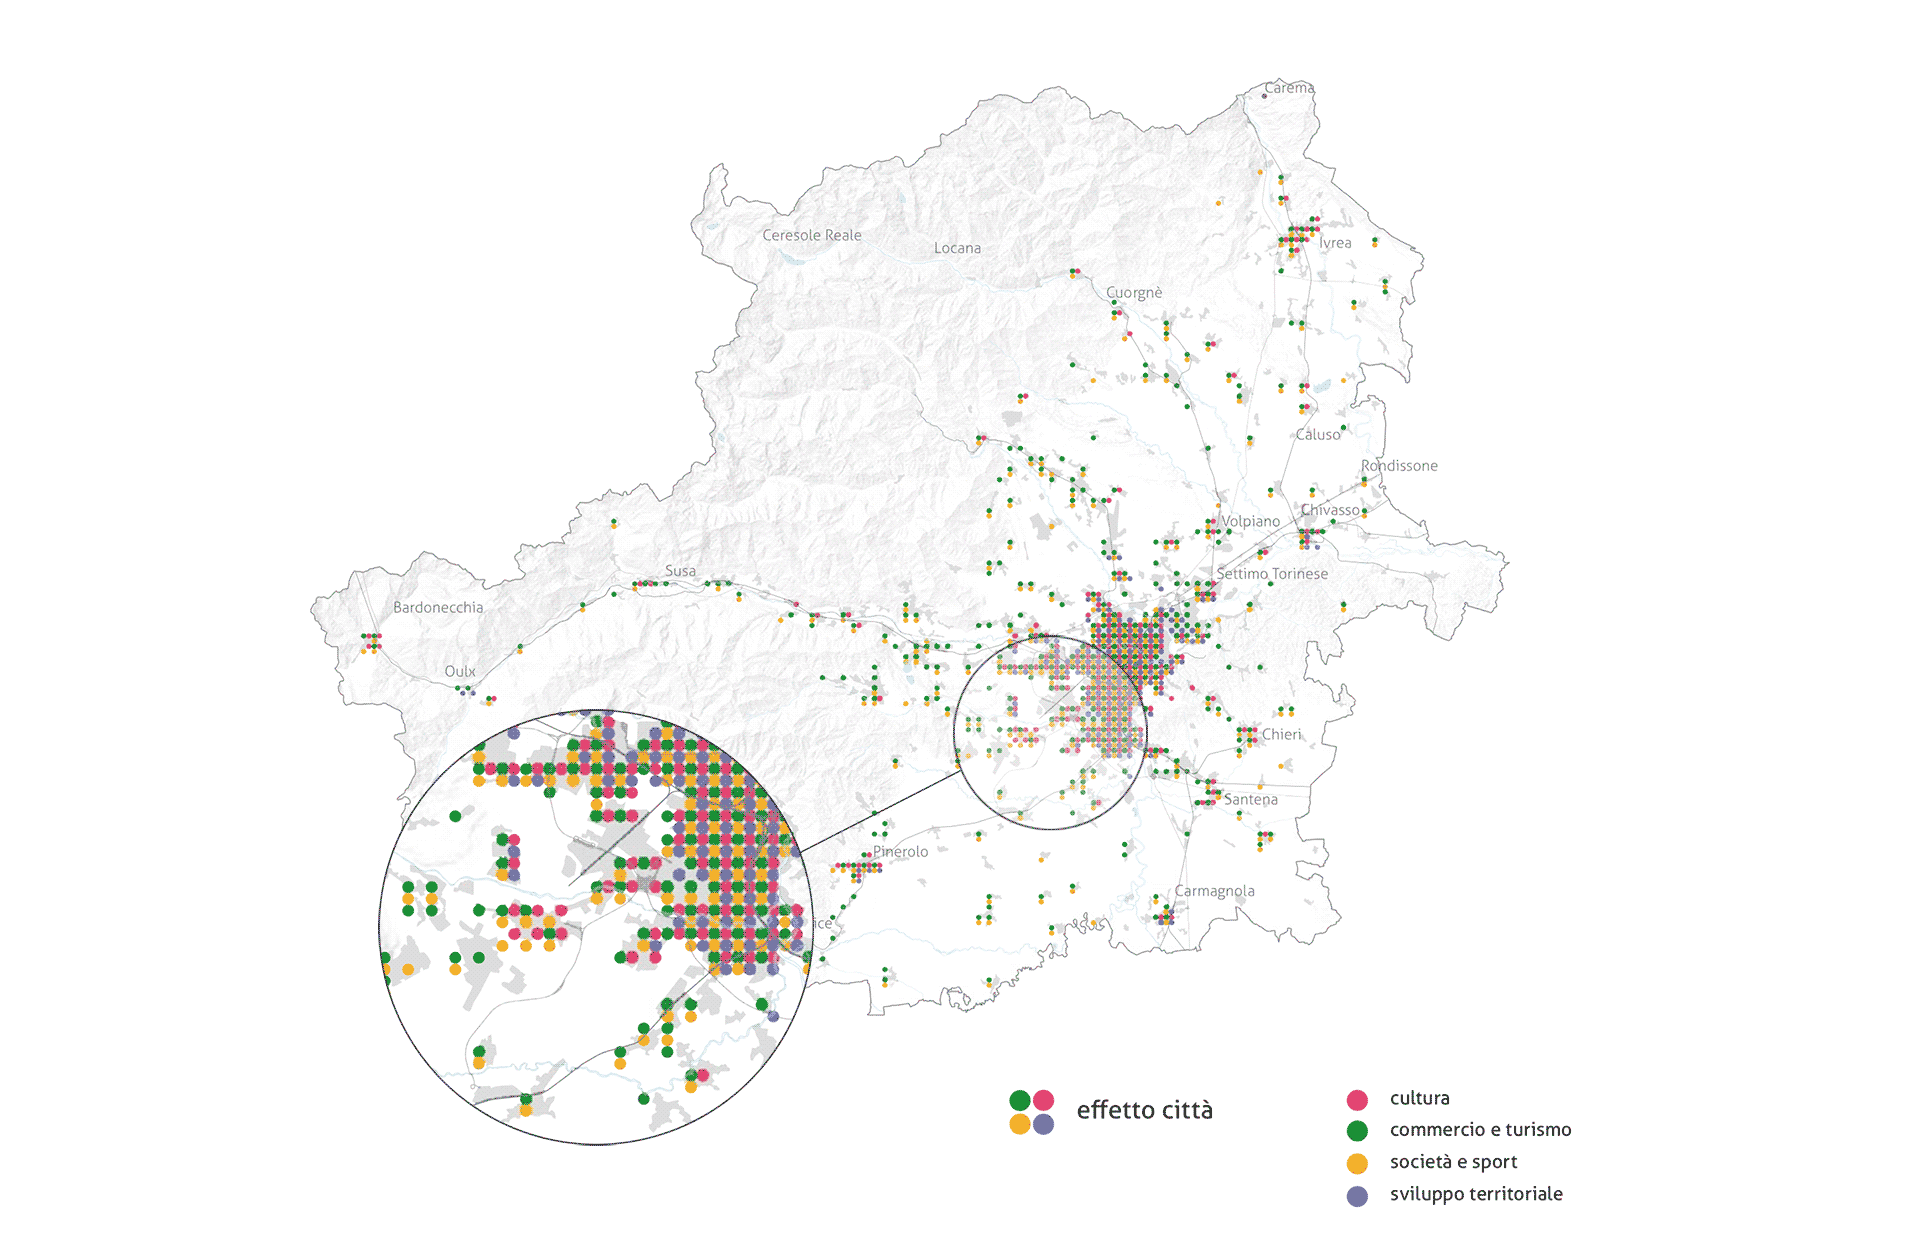 Carema
Ceresole Reale
Locana
Ivrea
Cuorgnè
Caluso
Rondissone
Chivasso
Volpiano
Susa
Settimo Torinese
Bardonecchia
Oulx
Chieri
Santena
Pinerolo
Carmagnola
ice
effetto città
cultura
commercio e turismo
società e sport
sviluppo territoriale